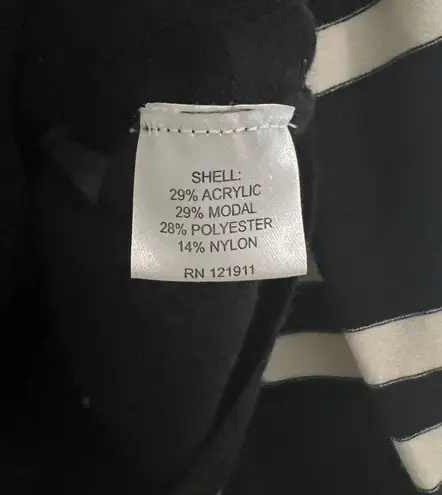 SHELL:
29% ACRYLIC
29% MODAL
28% POLYESTER
14% NYLON
RN 121911